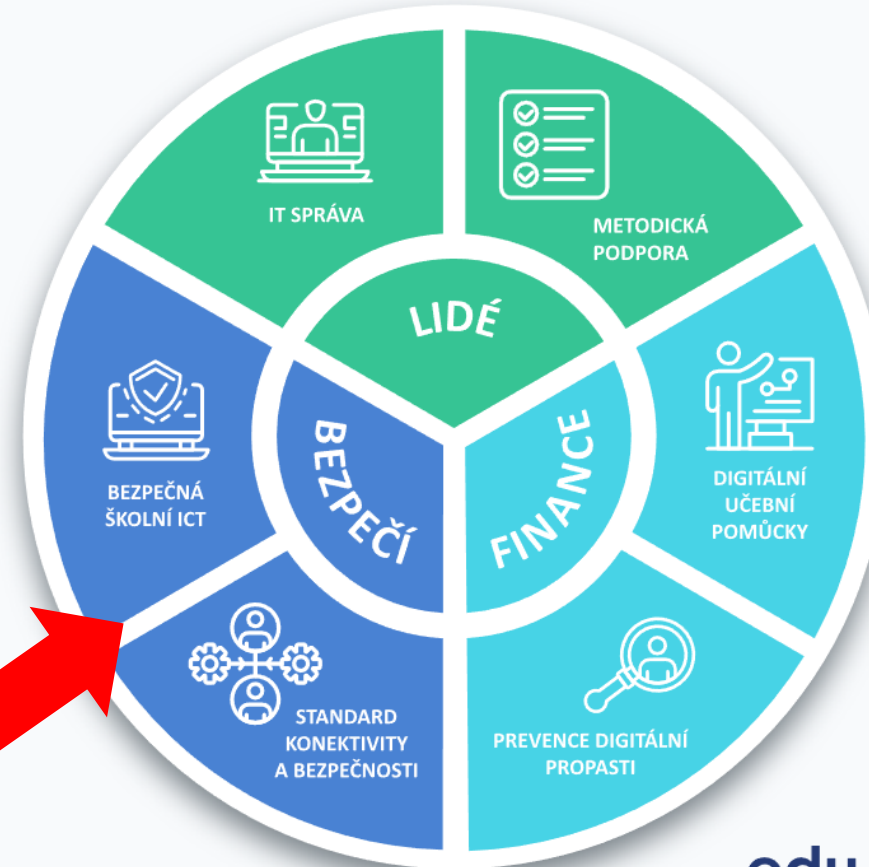 IT SPRÁVA
METODICKÁ
PODPORA
LIDÉ
BEZPEČÍ
FINANCE
BEZPEČNÁ
ŠKOLNÍ ICT
DIGITÁLNÍ
UČEBNÍ
POMŮCKY
STANDARD
KONEKTIVITY
A BEZPEČNOSTI
PREVENCE DIGITÁLNÍ
PROPASTI